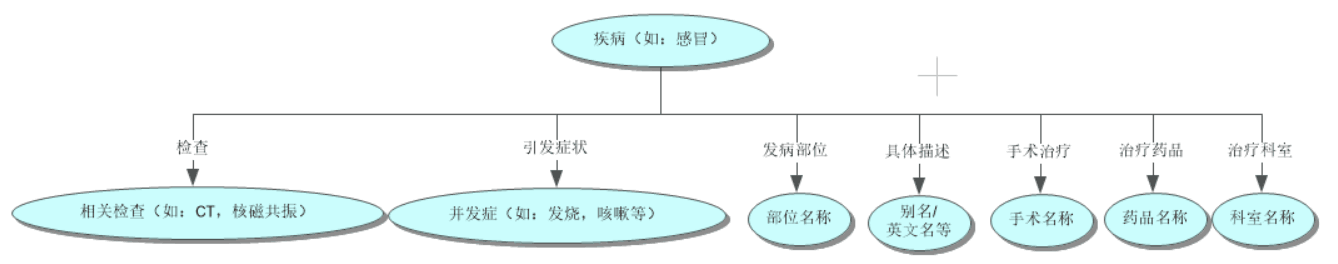 疾病（如：感冒）
检查
引发症状
发病部位
具体描述
手术治疗
治疗药品
治疗科室
相关检查（如：CT，核磁共振）
并发症（如：发烧，咳嗽等）
部位名称
别名/
英文名等
手术名称
药品名称
科室名称